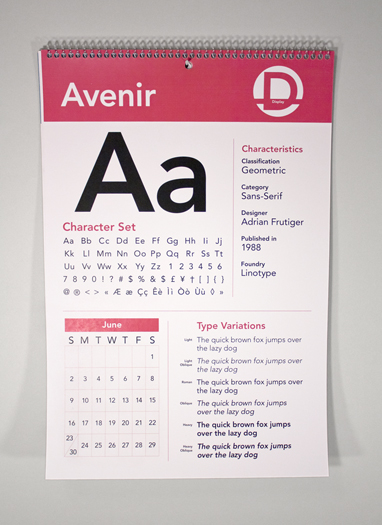 Avenir
D
Display
Aa
Characteristics
Classification
Geometric
Category
Sans-Serif
Designer
Adrian Frutiger
Published in
1988
Foundry
Linotype
Character Set
Aa Bb Cc Dd Ee Ff Gg Hh Ii Jj
Kk Ll Mm Nn Oo Pp Qq Rr Ss Tt
Uu Vv Ww Xx Yy Zz 1 2 3 4 5 6
7 8 9 0 ! ? # $ % & $ £ ¥ † [ ] { }
@ ® < > « Æ æ Çç Êè Ìì Òò Ùù ◊ »
June
S M T W T F S
1
2 3 4 5 6 7 8
9 10 11 12 13 14 15
16 17 18 19 20 21 22
23 24 25 26 27 28 29
30
Type Variations
Light The quick brown fox jumps over
the lazy dog
Light Oblique The quick brown fox jumps over
the lazy dog
Roman The quick brown fox jumps over
the lazy dog
Oblique The quick brown fox jumps
over the lazy dog
Heavy The quick brown fox jumps over
the lazy dog
Heavy Oblique The quick brown fox jumps
over the lazy dog